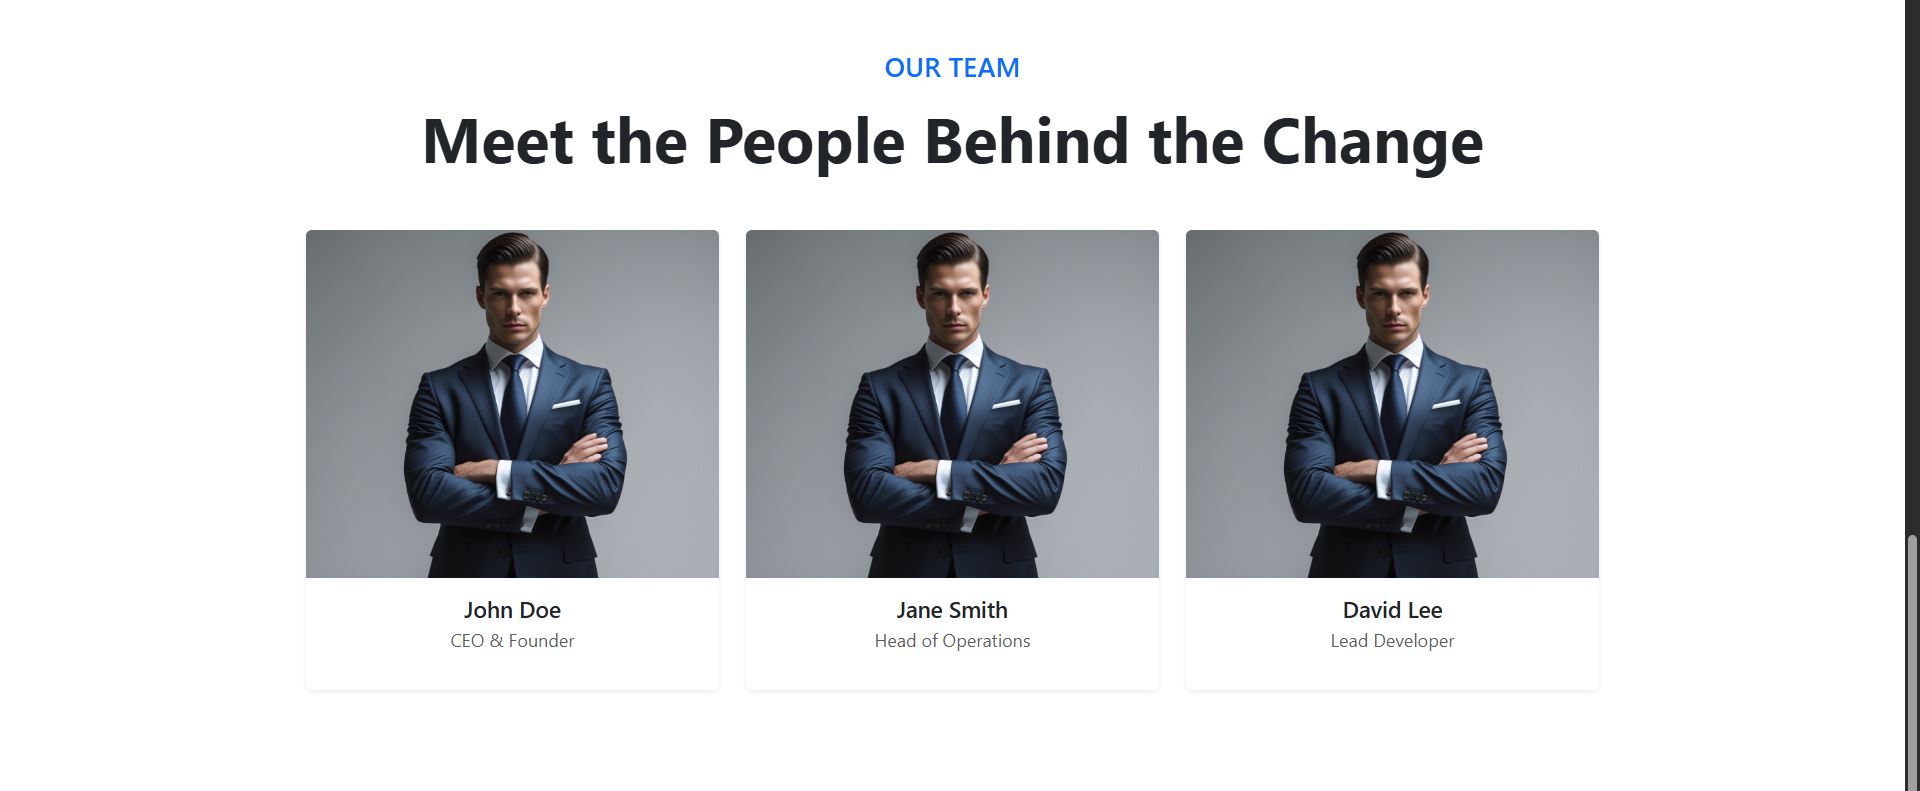 OUR TEAM
Meet the People Behind the Change
John Doe
CEO & Founder
Jane Smith
Head of Operations
David Lee
Lead Developer